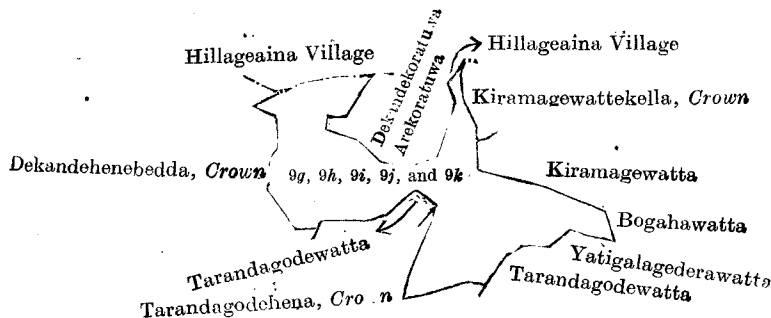 Hillageaina Village
Dekandekoratuwa
Arekoratuwa
Hillageaina Village
Kiramagewattekella, Crown
Dekandehenebedda, Crown
9g, 9h, 9i, 9j, and 9k
Kiramagewatta
Bogahawatta
Yatigalagederawatta
Tarandagodewatta
Tarandagodewatta
Tarandagodehena, Crown